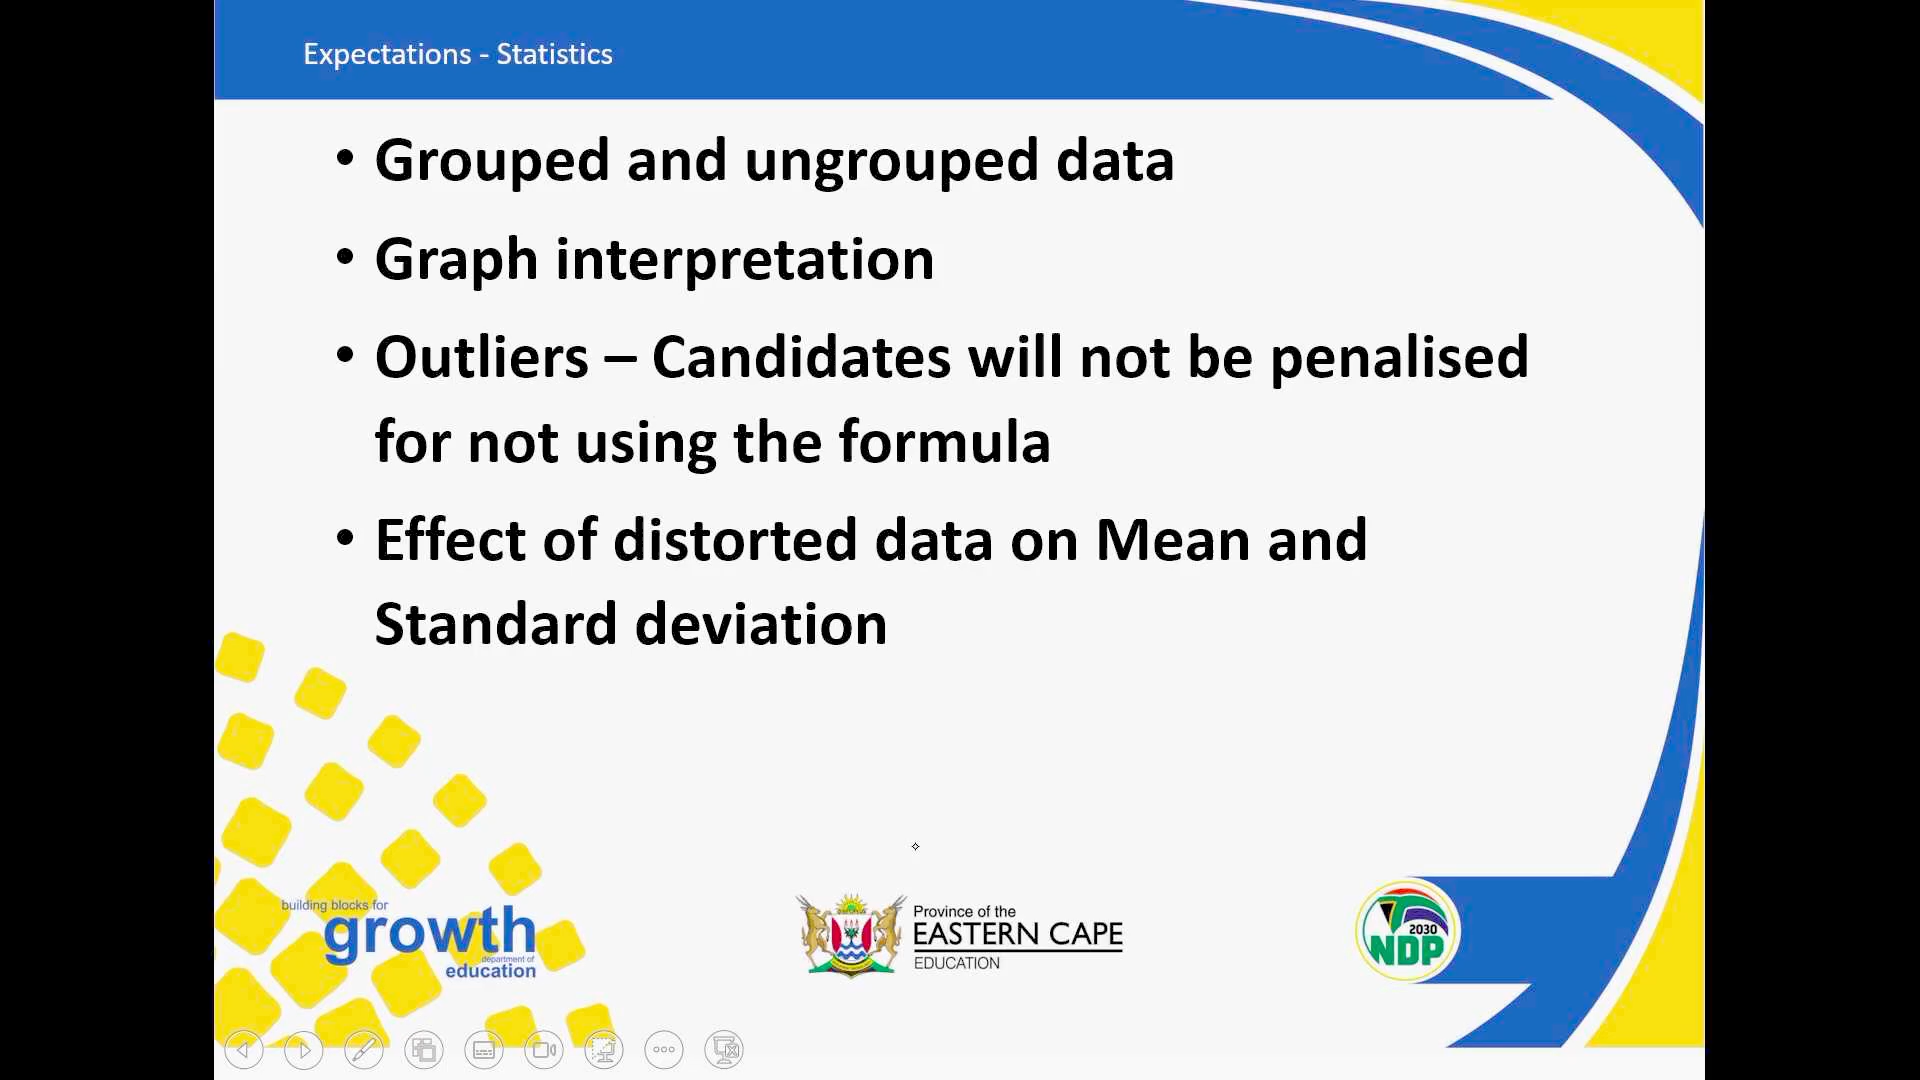 Expectations - Statistics
• Grouped and ungrouped data
• Graph interpretation
• Outliers – Candidates will not be penalised
for not using the formula
• Effect of distorted data on Mean and
Standard deviation
building blocks for
growth
department of
education
Province of the
EASTERN CAPE
EDUCATION
2030
NDP